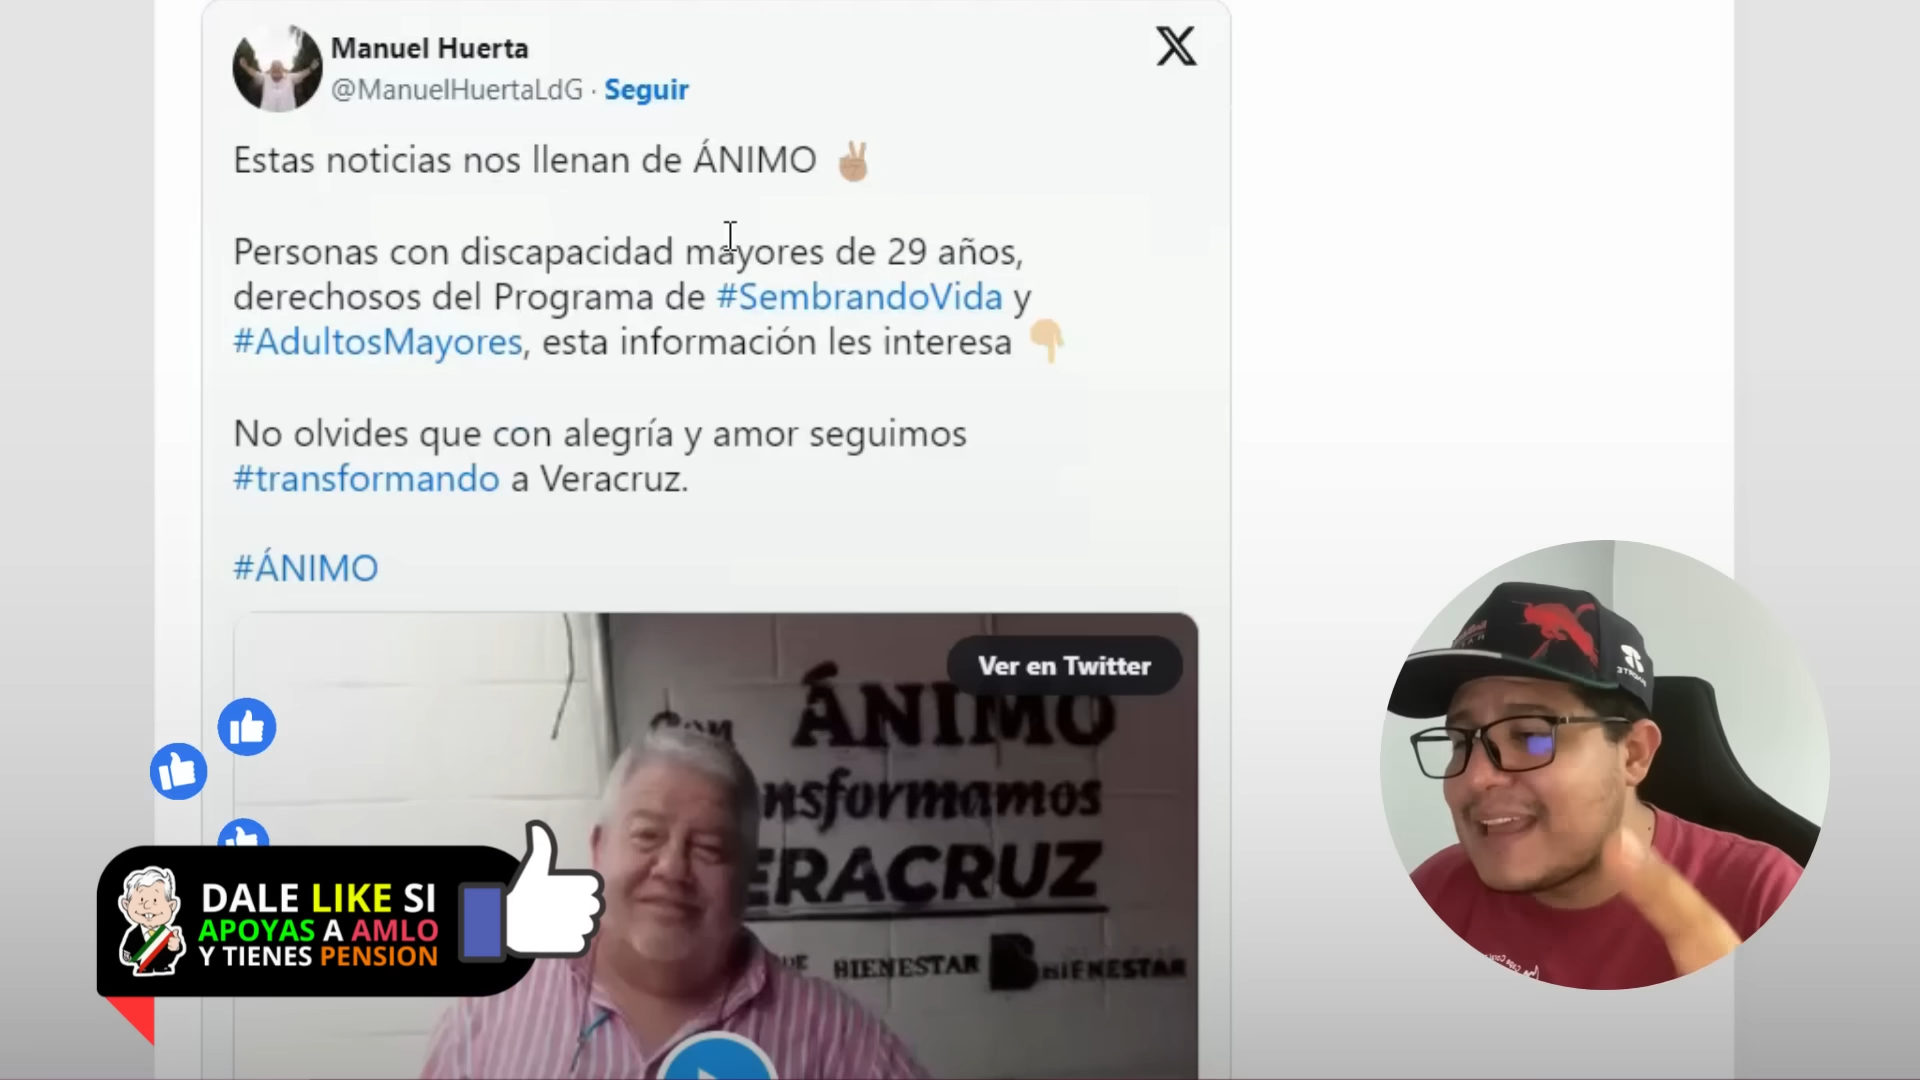 Manuel Huerta
@ManuelHuertaLdG · Seguir
Estas noticias nos llenan de ÁNIMO ✌🏼
Personas con discapacidad mayores de 29 años,
derechosos del Programa de #SembrandoVida y
#AdultosMayores, esta información les interesa 👇🏼
No olvides que con alegría y amor seguimos
#transformando a Veracruz.
#ÁNIMO
Ver en Twitter
Con ÁNIMO
nsformamos
ERACRUZ
BIENESTAR
BIENESTAR
DALE LIKE SI
APOYAS A AMLO
Y TIENES PENSION